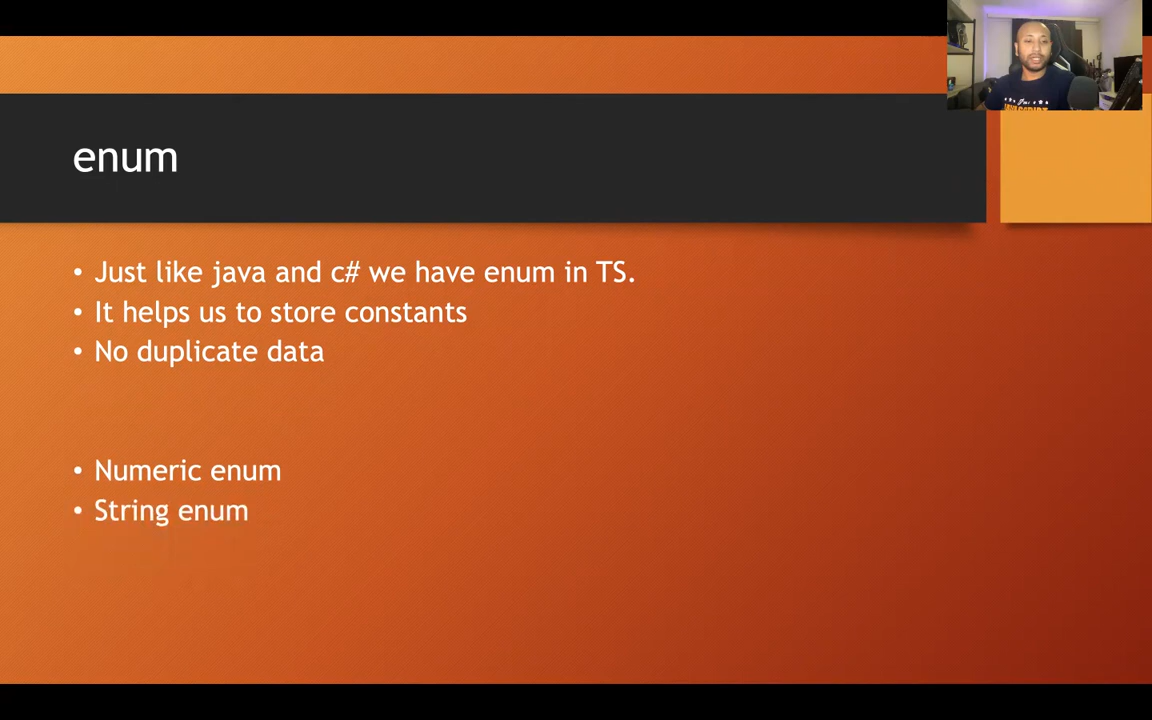 enum
• Just like java and c# we have enum in TS.
• It helps us to store constants
• No duplicate data
• Numeric enum
• String enum